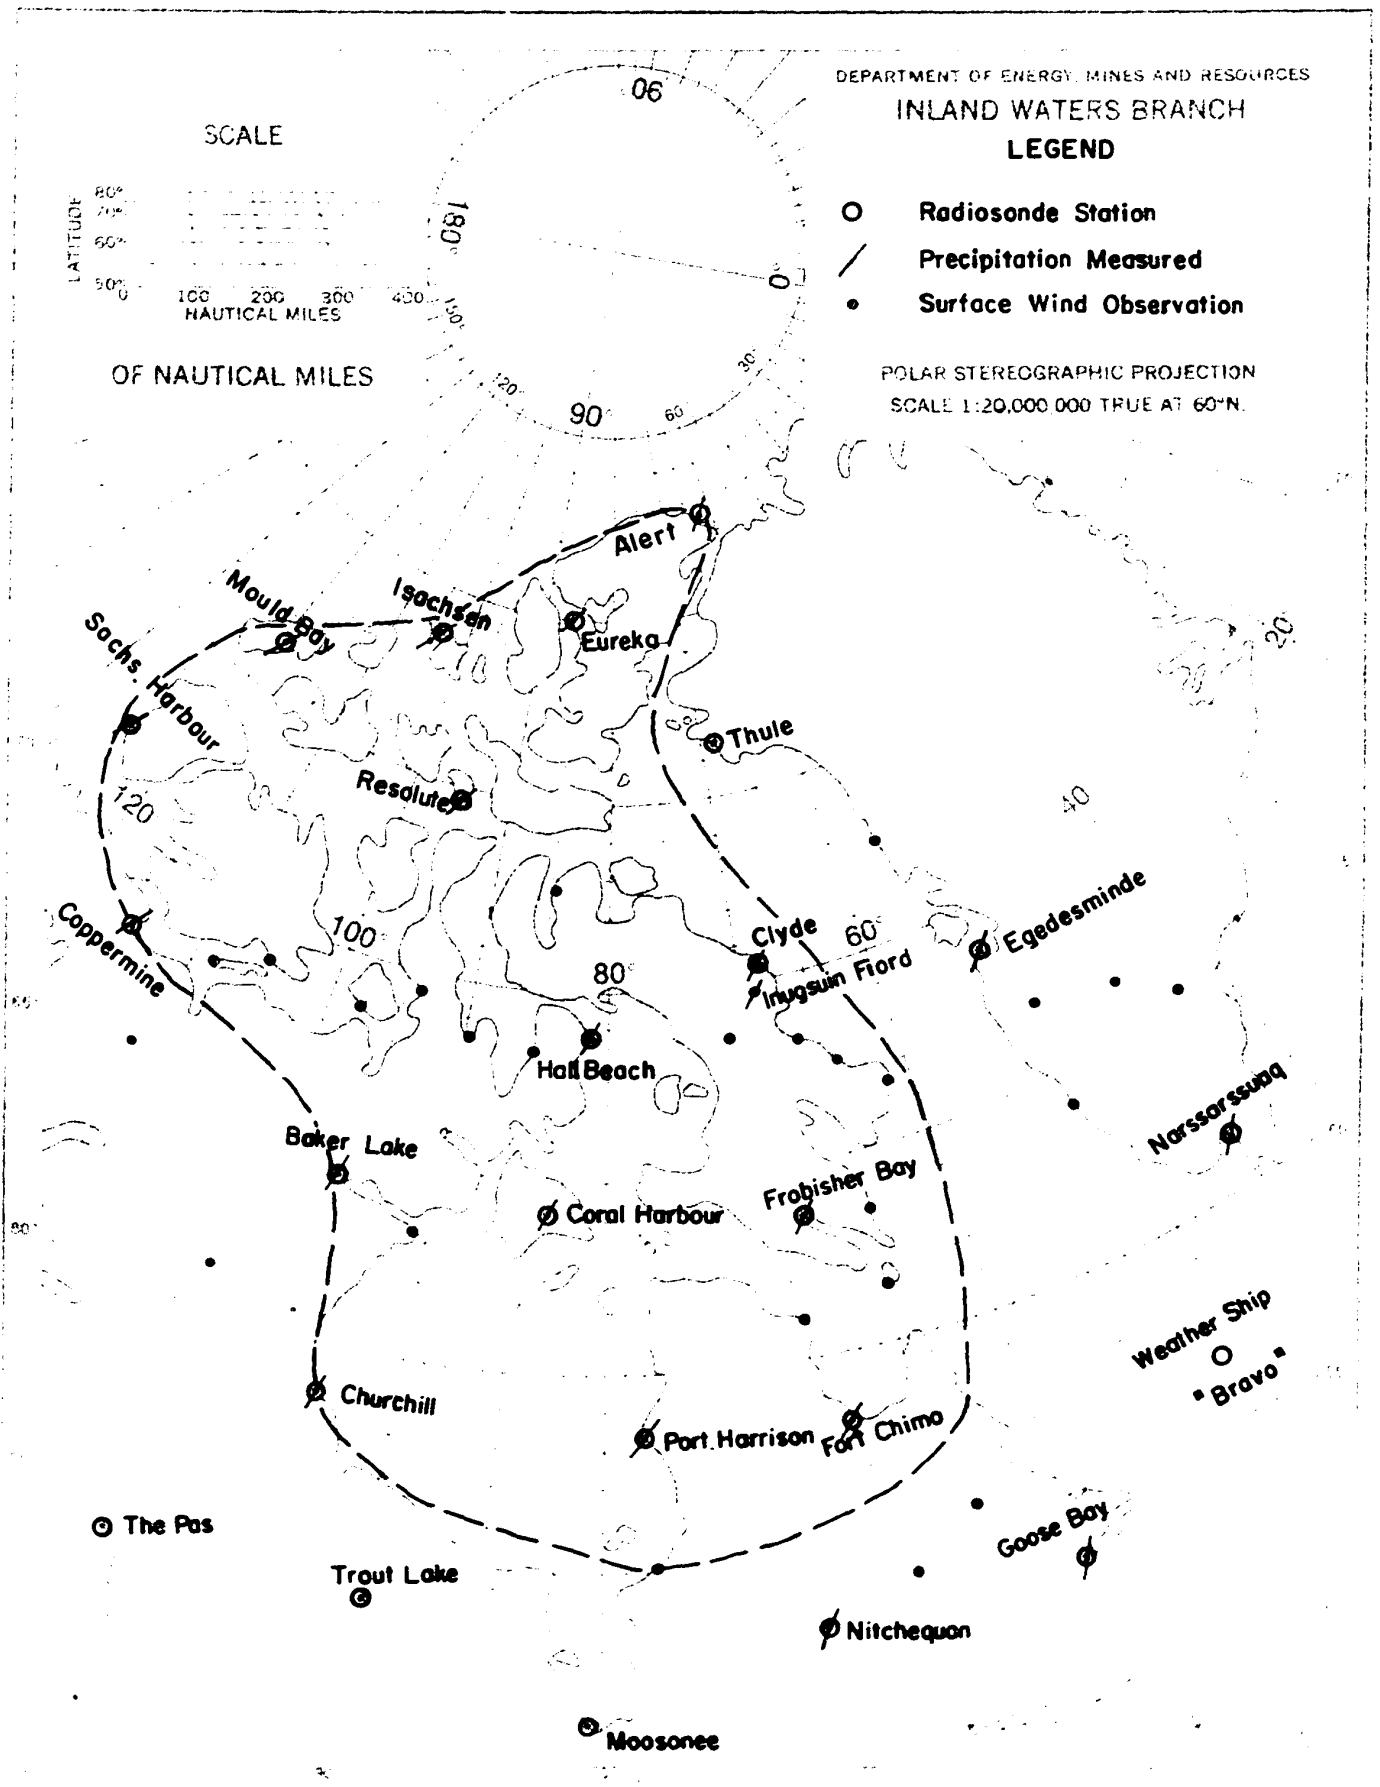 DEPARTMENT OF ENERGY, MINES AND RESOURCES
INLAND WATERS BRANCH
LEGEND
Radiosonde Station
Precipitation Measured
Surface Wind Observation
POLAR STEREOGRAPHIC PROJECTION
SCALE 1:20,000,000 TRUE AT 60°N.
SCALE
LATITUDE
80°
70°
60°
50°
0 100 200 300 400
NAUTICAL MILES
OF NAUTICAL MILES
90
180°
150°
120
90
60
30
0
Alert
Mould Bay
Isachsen
Eureka
Sachs. Harbour
Thule
Resolute
120
40
20
Coppermine
100
80°
60°
Clyde
Inugsuin Fiord
Egedesminde
Hall Beach
Narssarssuaq
Baker Lake
Coral Harbour
Frobisher Bay
Weather Ship
"Bravo"
Churchill
Port Harrison
Fort Chimo
The Pas
Trout Lake
Goose Bay
Nitchequon
Moosonee